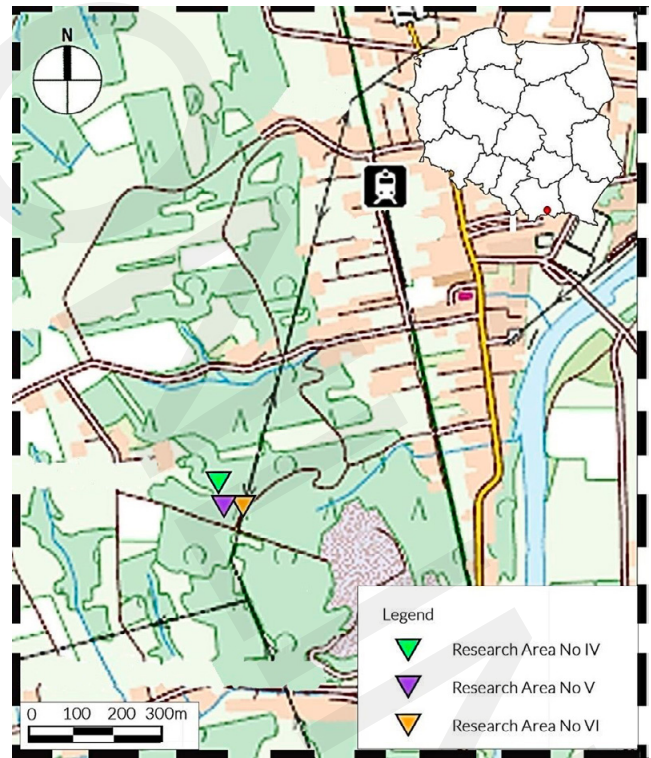 N
Legend
Research Area No IV
Research Area No V
Research Area No VI
0 100 200 300m